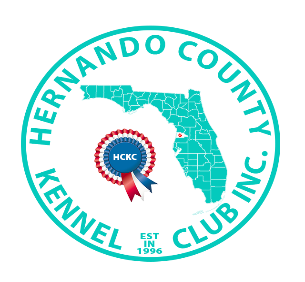 HERNANDO COUNTY
HCKC
KENNEL CLUB INC.
EST
IN
1996